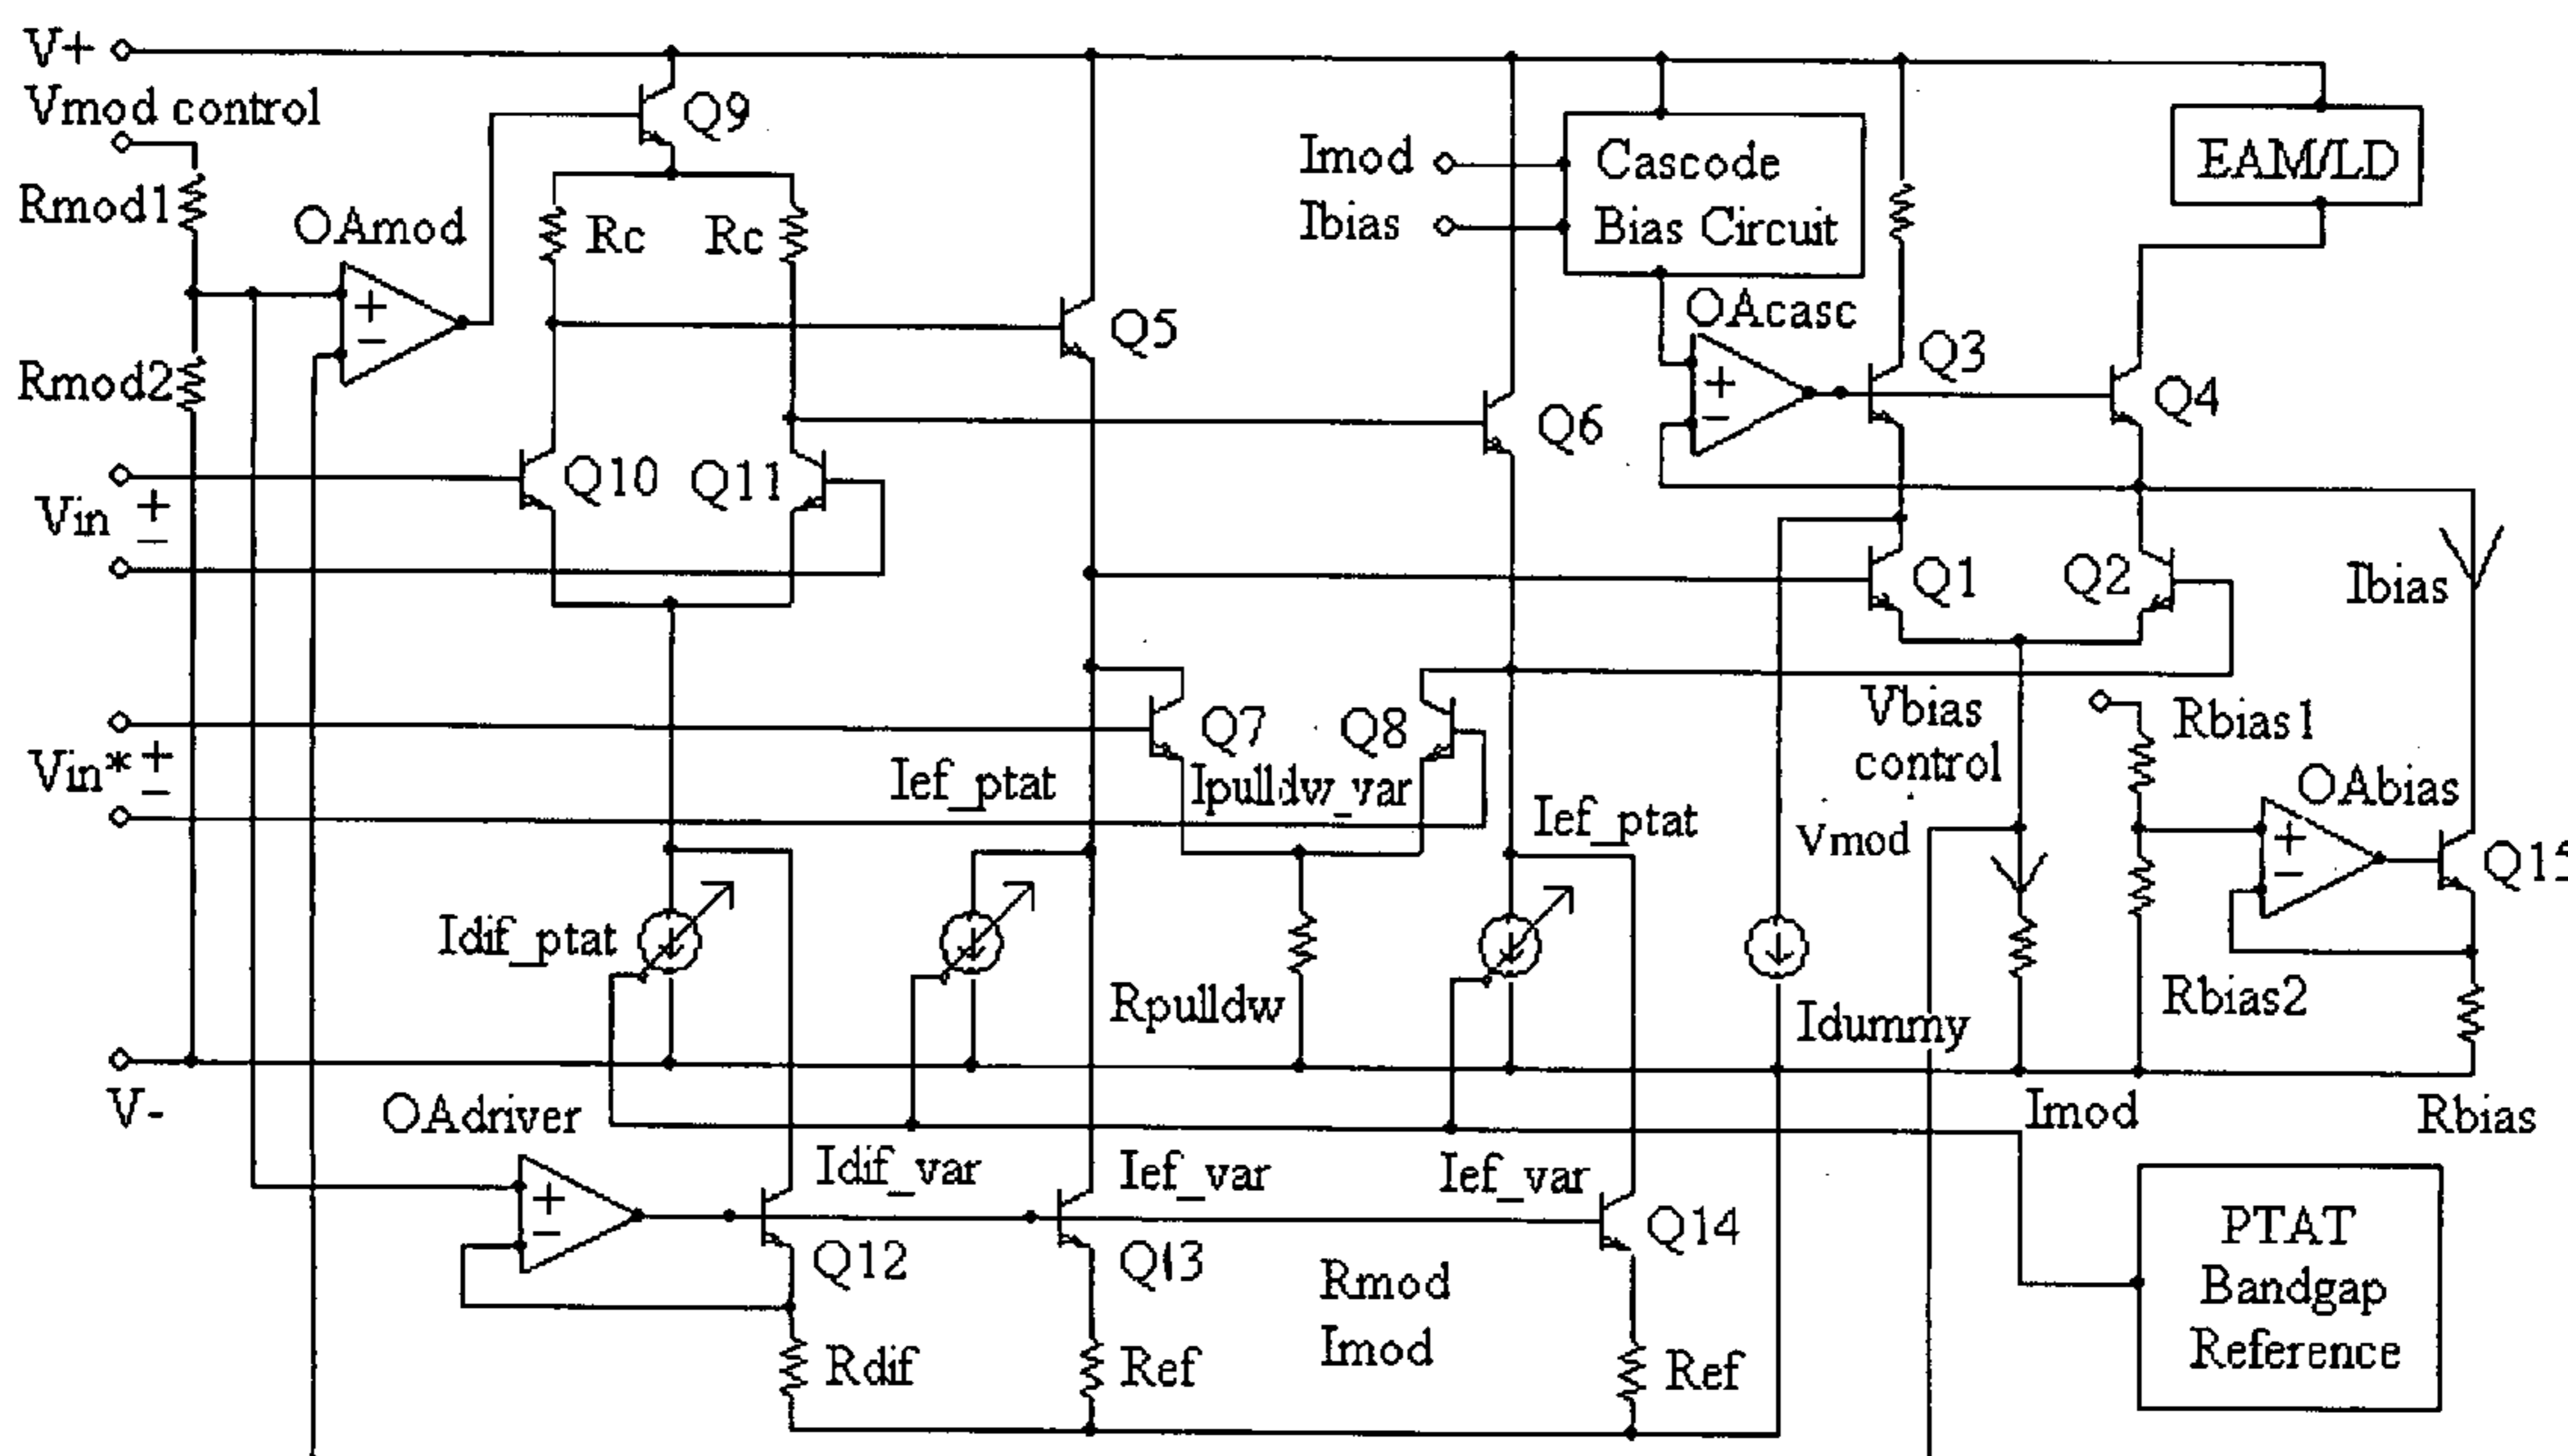 V+
Vmod control
Q9
Imod
Cascode
EAM/LD
Rmod1
OAmod
Rc
Rc
Ibias
Bias Circuit
+
−
OAcasc
Q5
Q3
Rmod2
+
−
Q4
Q6
Q10
Q11
Vin
+
−
Q1
Q2
Ibias
Vbias
control
Rbias1
Q7
Q8
Vin*
+
−
Ief_ptat
Ipulldw_var
OAbias
Ief_ptat
Vmod
+
−
Idif_ptat
Rpulldw
Rbias2
Idummy
V-
OAdriver
Imod
Rbias
Idif_var
Ief_var
Ief_var
+
−
Q12
Q13
Q14
PTAT
Bandgap
Reference
Rmod
Imod
Rdif
Ref
Ref